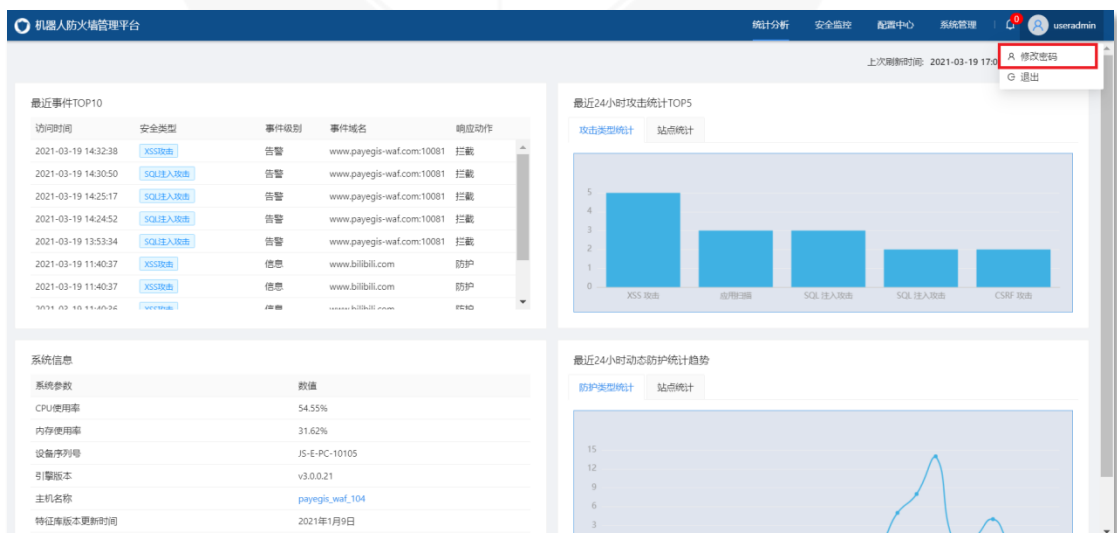 机器人防火墙管理平台 统计分析 安全监控 配置中心 系统管理 0 useradmin
修改密码
退出
上次刷新时间: 2021-03-19 17:0
最近事件TOP10
访问时间 安全类型 事件级别 事件域名 响应动作
2021-03-19 14:32:38 XSS攻击 告警 www.payegis-waf.com:10081 拦截
2021-03-19 14:30:50 SQL注入攻击 告警 www.payegis-waf.com:10081 拦截
2021-03-19 14:25:17 SQL注入攻击 告警 www.payegis-waf.com:10081 拦截
2021-03-19 14:24:52 SQL注入攻击 告警 www.payegis-waf.com:10081 拦截
2021-03-19 13:53:34 SQL注入攻击 告警 www.payegis-waf.com:10081 拦截
2021-03-19 11:40:37 XSS攻击 信息 www.bilibili.com 防护
2021-03-19 11:40:37 XSS攻击 信息 www.bilibili.com 防护
2021-03-19 11:40:36 XSS攻击 信息 www.bilibili.com 防护
最近24小时攻击统计TOP5
攻击类型统计 站点统计
5
4
3
2
1
0
XSS 攻击 应用扫描 SQL 注入攻击 SQL 注入攻击 CSRF 攻击
系统信息
系统参数 数值
CPU使用率 54.55%
内存使用率 31.62%
设备序列号 JS-E-PC-10105
引擎版本 v3.0.0.21
主机名称 payegis_waf_104
特征库版本更新时间 2021年1月9日
最近24小时动态防护统计趋势
防护类型统计 站点统计
15
12
9
6
3